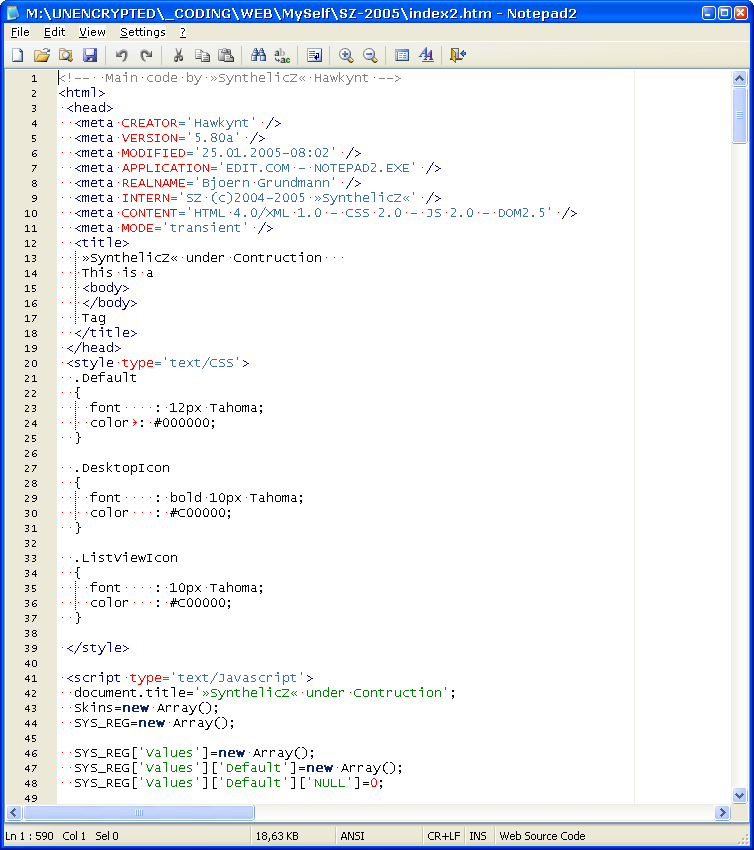 M:\UNENCRYPTED\_CODING\WEB\MySelf\SZ-2005\index2.htm - Notepad2
File Edit View Settings ?
1 <!-- Main code by »SynthelicZ« Hawkynt -->
2 <html>
3 <head>
4 <meta CREATOR='Hawkynt' />
5 <meta VERSION='5.80a' />
6 <meta MODIFIED='25.01.2005-08:02' />
7 <meta APPLICATION='EDIT.COM - NOTEPAD2.EXE' />
8 <meta REALNAME='Bjoern Grundmann' />
9 <meta INTERN='SZ (c)2004-2005 »SynthelicZ«' />
10 <meta CONTENT='HTML 4.0/XML 1.0 - CSS 2.0 - JS 2.0 - DOM2.5' />
11 <meta MODE='transient' />
12 <title>
13 »SynthelicZ« under Contruction
14 This is a
15 <body>
16 </body>
17 Tag
18 </title>
19 </head>
20 <style type='text/CSS'>
21 .Default
22 {
23 font : 12px Tahoma;
24 color : #000000;
25 }
26
27 .DesktopIcon
28 {
29 font : bold 10px Tahoma;
30 color : #C00000;
31 }
32
33 .ListViewIcon
34 {
35 font : 10px Tahoma;
36 color : #C00000;
37 }
38
39 </style>
40
41 <script type='text/Javascript'>
42 document.title='»SynthelicZ« under Contruction';
43 Skins=new Array();
44 SYS_REG=new Array();
45
46 SYS_REG['Values']=new Array();
47 SYS_REG['Values']['Default']=new Array();
48 SYS_REG['Values']['Default']['NULL']=0;
49
Ln 1 : 590 Col 1 Sel 0 18,63 KB ANSI CR+LF INS Web Source Code